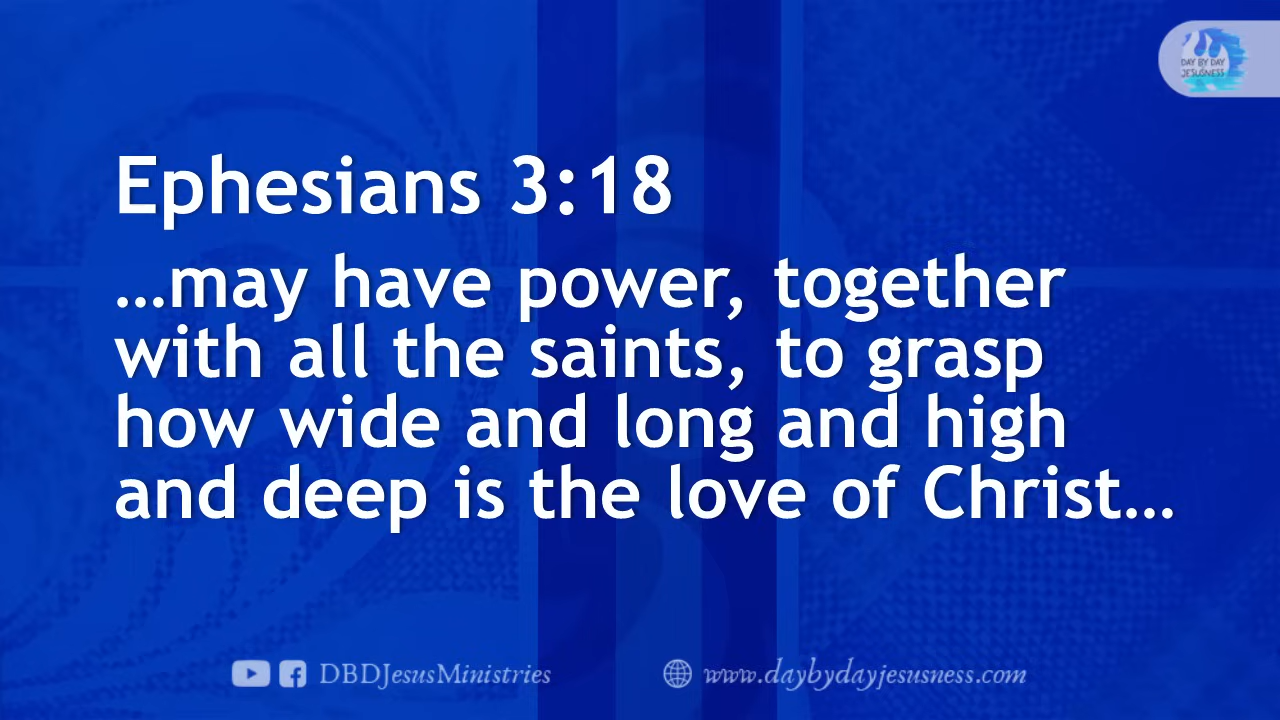 DAY BY DAY
JESUSNESS
Ephesians 3:18
…may have power, together
with all the saints, to grasp
how wide and long and high
and deep is the love of Christ…
DBDJesusMinistries
www.daybydayjesusness.com